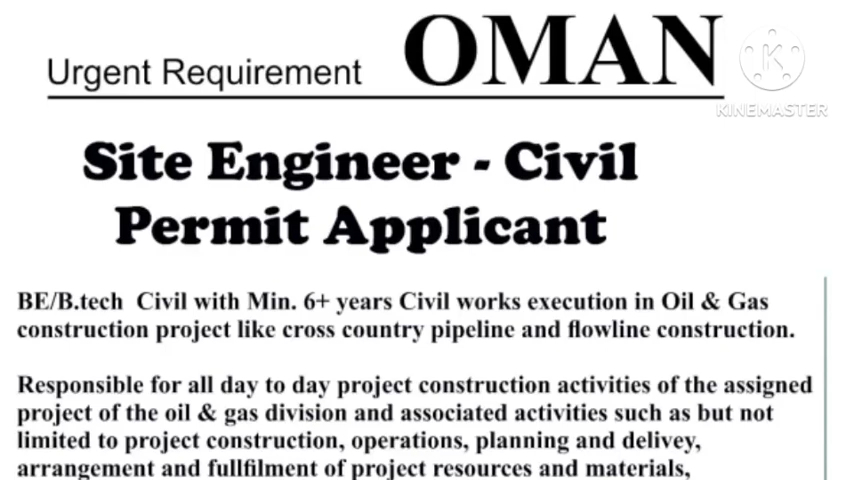 Urgent Requirement OMAN
KINEMASTER
Site Engineer - Civil
Permit Applicant
BE/B.tech Civil with Min. 6+ years Civil works execution in Oil & Gas
construction project like cross country pipeline and flowline construction.
Responsible for all day to day project construction activities of the assigned
project of the oil & gas division and associated activities such as but not
limited to project construction, operations, planning and delivey,
arrangement and fullfilment of project resources and materials,